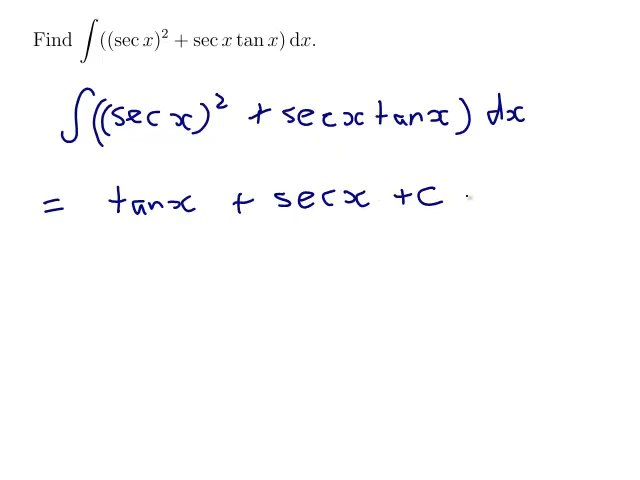 Find ∫((sec x)² + sec x tan x) dx.
∫((sec x)² + sec x tan x) dx
= tan x + sec x + C